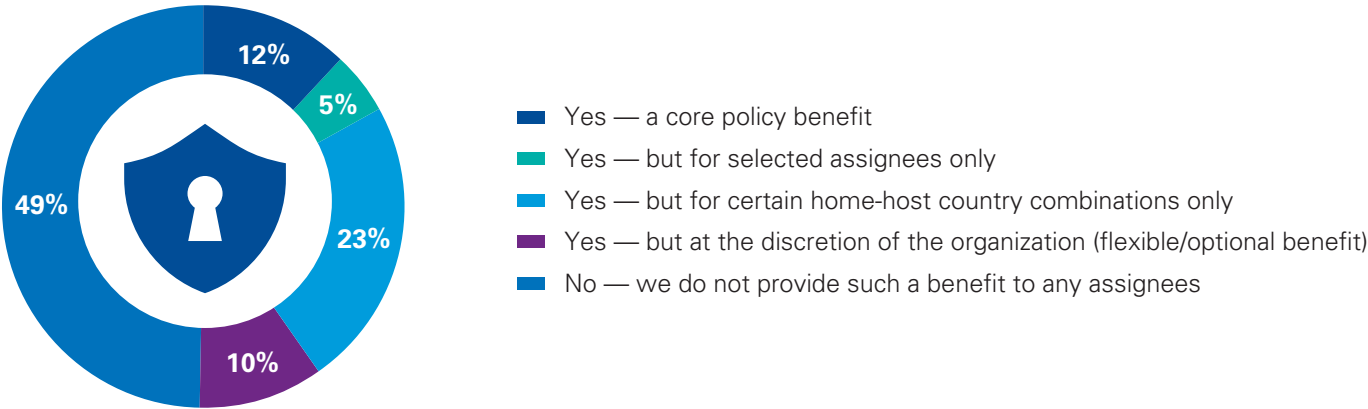 12%
5%
23%
10%
49%
Yes — a core policy benefit
Yes — but for selected assignees only
Yes — but for certain home-host country combinations only
Yes — but at the discretion of the organization (flexible/optional benefit)
No — we do not provide such a benefit to any assignees